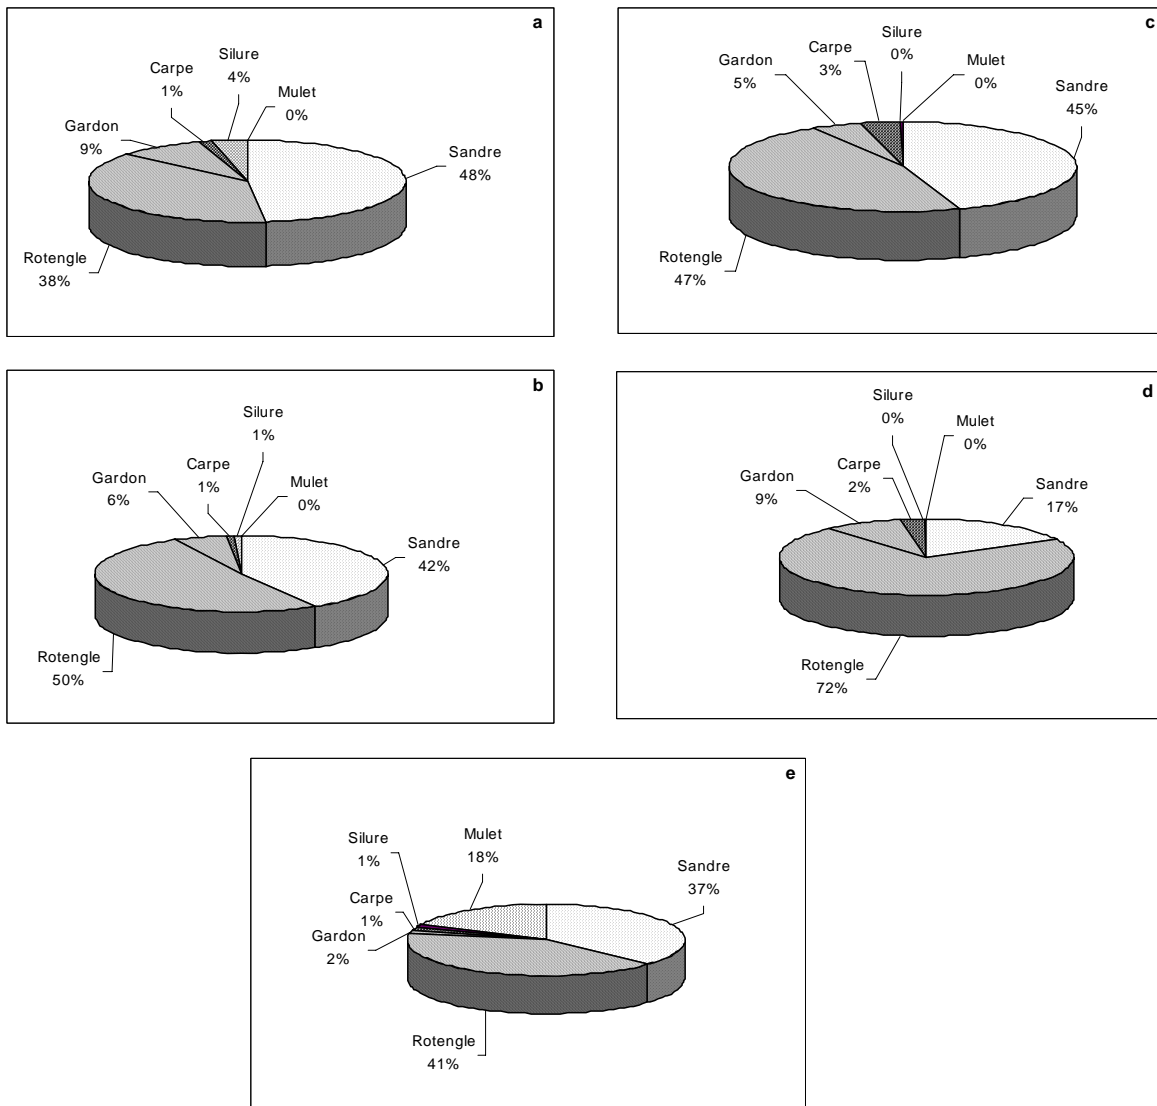 a
Silure
4%
Carpe
1%
Mulet
0%
Gardon
9%
Sandre
48%
Rotengle
38%
c
Silure
0%
Carpe
3%
Gardon
5%
Mulet
0%
Sandre
45%
Rotengle
47%
b
Silure
1%
Carpe
1%
Gardon
6%
Mulet
0%
Sandre
42%
Rotengle
50%
d
Silure
0%
Mulet
0%
Carpe
2%
Gardon
9%
Sandre
17%
Rotengle
72%
e
Silure
1%
Mulet
18%
Sandre
37%
Carpe
1%
Gardon
2%
Rotengle
41%